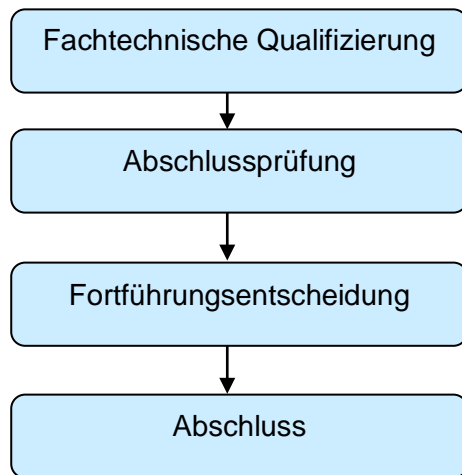 Fachtechnische Qualifizierung
Abschlussprüfung
Fortführungsentscheidung
Abschluss